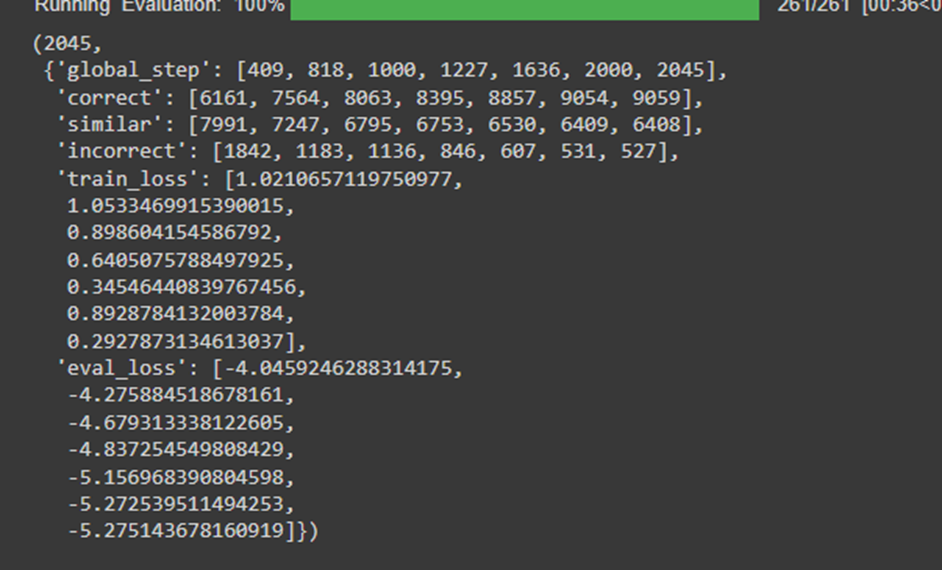 Running Evaluation: 100% 261/261 [00:36<0
(2045,
{'global_step': [409, 818, 1000, 1227, 1636, 2000, 2045],
'correct': [6161, 7564, 8063, 8395, 8857, 9054, 9059],
'similar': [7991, 7247, 6795, 6753, 6530, 6409, 6408],
'incorrect': [1842, 1183, 1136, 846, 607, 531, 527],
'train_loss': [1.0210657119750977,
1.0533469915390015,
0.898604154586792,
0.6405075788497925,
0.34546440839767456,
0.8928784132003784,
0.2927873134613037],
'eval_loss': [-4.0459246288314175,
-4.275884518678161,
-4.679313338122605,
-4.837254549808429,
-5.156968390804598,
-5.272539511494253,
-5.275143678160919]})